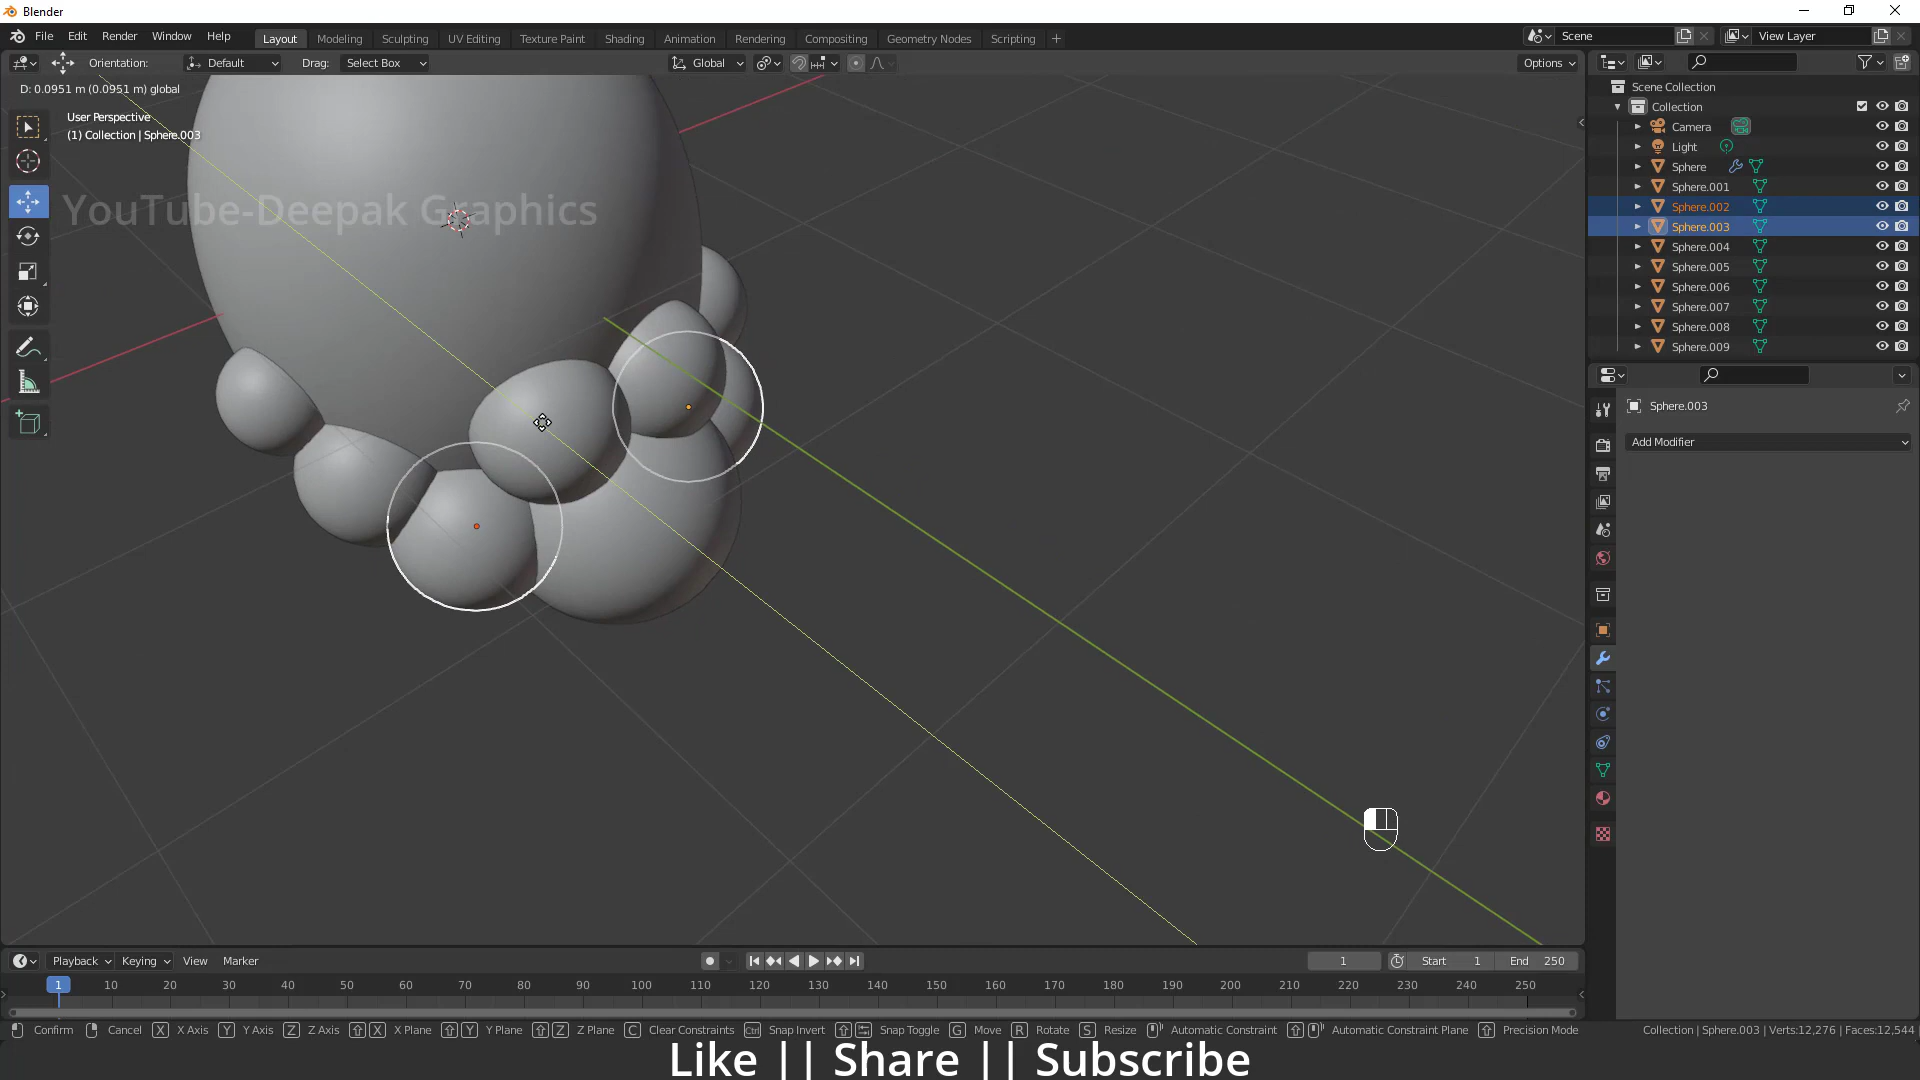 Blender
File Edit Render Window Help Layout Modeling Sculpting UV Editing Texture Paint Shading Animation Rendering Compositing Geometry Nodes Scripting + Scene View Layer
Orientation: Default Drag: Select Box Global Options
D: 0.0951 m (0.0951 m) global
User Perspective
(1) Collection | Sphere.003
YouTube-Deepak Graphics
Scene Collection
Collection
Camera
Light
Sphere
Sphere.001
Sphere.002
Sphere.003
Sphere.004
Sphere.005
Sphere.006
Sphere.007
Sphere.008
Sphere.009
Sphere.003
Add Modifier
Playback Keying View Marker 1 Start 1 End 250
1 10 20 30 40 50 60 70 80 90 100 110 120 130 140 150 160 170 180 190 200 210 220 230 240 250
Confirm Cancel X X Axis Y Y Axis Z Z Axis X X Plane Y Y Plane Z Z Plane C Clear Constraints Ctrl Snap Invert Snap Toggle G Move R Rotate S Resize Automatic Constraint Automatic Constraint Plane Precision Mode Collection | Sphere.003 | Verts:12,276 | Faces:12,544
Like || Share || Subscribe